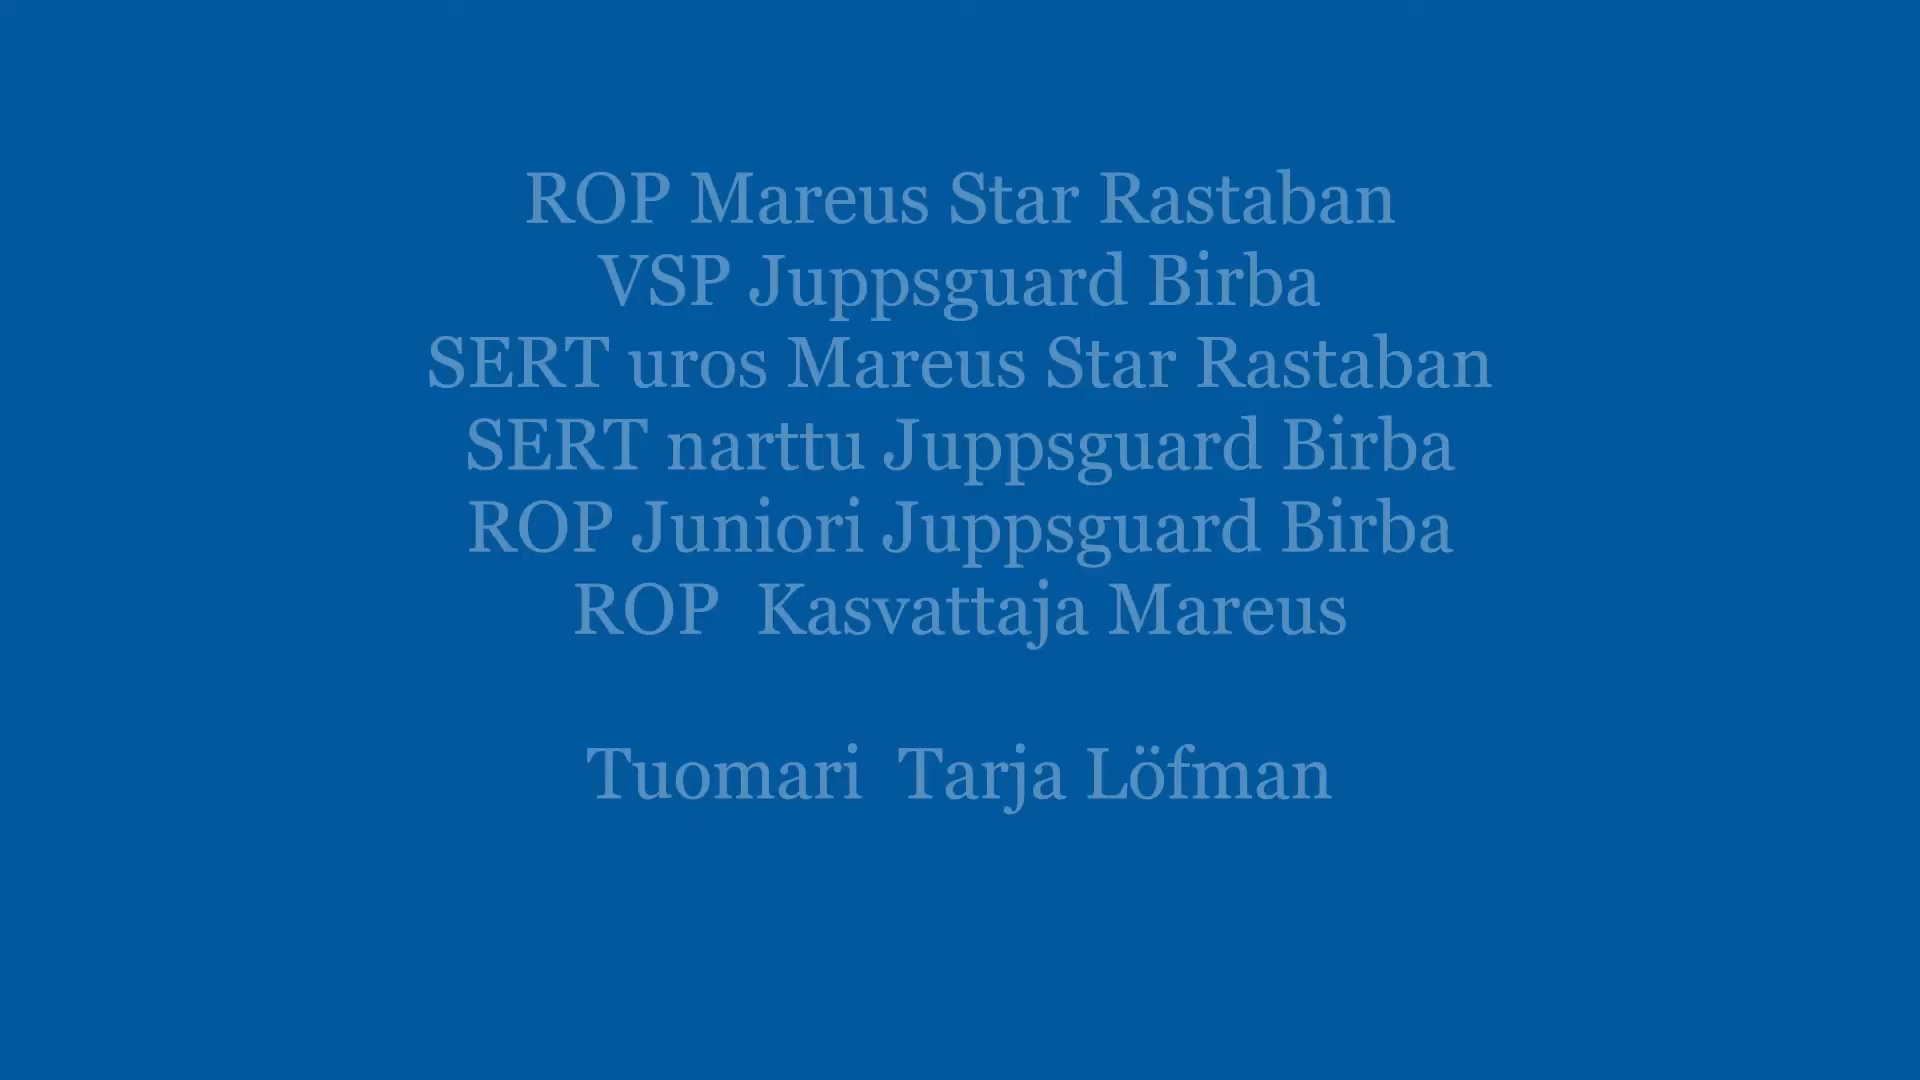 ROP Mareus Star Rastaban
VSP Juppsguard Birba
SERT uros Mareus Star Rastaban
SERT narttu Juppsguard Birba
ROP Juniori Juppsguard Birba
ROP  Kasvattaja Mareus
Tuomari  Tarja Löfman